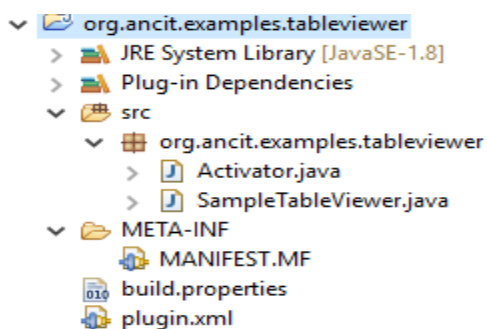 org.ancit.examples.tableviewer
JRE System Library [JavaSE-1.8]
Plug-in Dependencies
src
org.ancit.examples.tableviewer
Activator.java
SampleTableViewer.java
META-INF
MANIFEST.MF
build.properties
plugin.xml